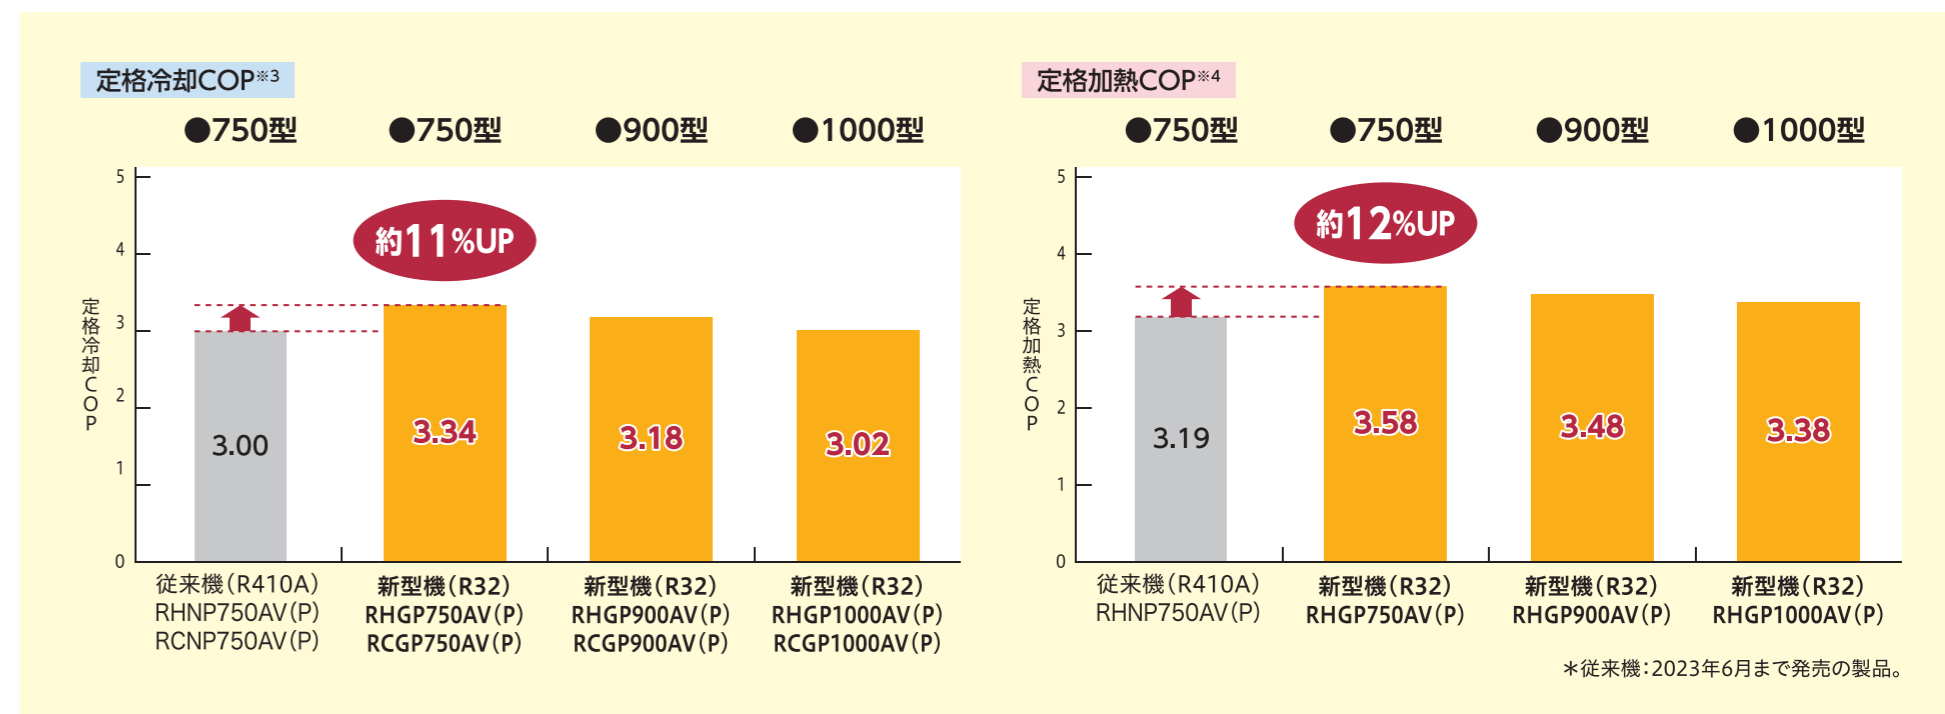 定格冷却COP※3
●750型 ●750型 ●900型 ●1000型
5
4
3
2
1
0
定格冷却COP
約11%UP
3.00
3.34
3.18
3.02
従来機（R410A）
RHNP750AV（P）
RCNP750AV（P）
新型機（R32）
RHGP750AV（P）
RCGP750AV（P）
新型機（R32）
RHGP900AV（P）
RCGP900AV（P）
新型機（R32）
RHGP1000AV（P）
RCGP1000AV（P）
定格加熱COP※4
●750型 ●750型 ●900型 ●1000型
5
4
3
2
1
0
定格加熱COP
約12%UP
3.19
3.58
3.48
3.38
従来機（R410A）
RHNP750AV（P）
新型機（R32）
RHGP750AV（P）
新型機（R32）
RHGP900AV（P）
新型機（R32）
RHGP1000AV（P）
＊従来機：2023年6月まで発売の製品。